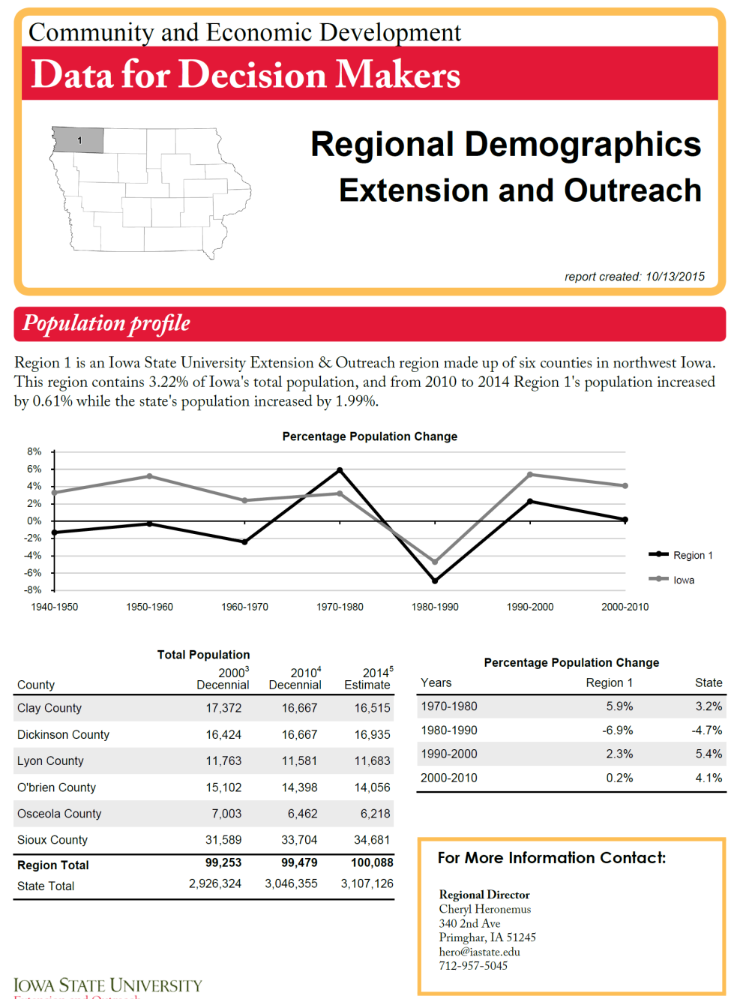 Community and Economic Development
Data for Decision Makers
1
Regional Demographics
Extension and Outreach
report created: 10/13/2015
Population profile
Region 1 is an Iowa State University Extension & Outreach region made up of six counties in northwest Iowa.
This region contains 3.22% of Iowa's total population, and from 2010 to 2014 Region 1's population increased
by 0.61% while the state's population increased by 1.99%.
Percentage Population Change
8%
6%
4%
2%
0%
-2%
-4%
-6%
-8%
1940-1950 1950-1960 1960-1970 1970-1980 1980-1990 1990-2000 2000-2010
Region 1
Iowa
Total Population
County 2000³ Decennial 2010⁴ Decennial 2014⁵ Estimate
Clay County 17,372 16,667 16,515
Dickinson County 16,424 16,667 16,935
Lyon County 11,763 11,581 11,683
O'brien County 15,102 14,398 14,056
Osceola County 7,003 6,462 6,218
Sioux County 31,589 33,704 34,681
Region Total 99,253 99,479 100,088
State Total 2,926,324 3,046,355 3,107,126
Percentage Population Change
Years Region 1 State
1970-1980 5.9% 3.2%
1980-1990 -6.9% -4.7%
1990-2000 2.3% 5.4%
2000-2010 0.2% 4.1%
For More Information Contact:
Regional Director
Cheryl Heronemus
340 2nd Ave
Primghar, IA 51245
hero@iastate.edu
712-957-5045
IOWA STATE UNIVERSITY
Extension and Outreach